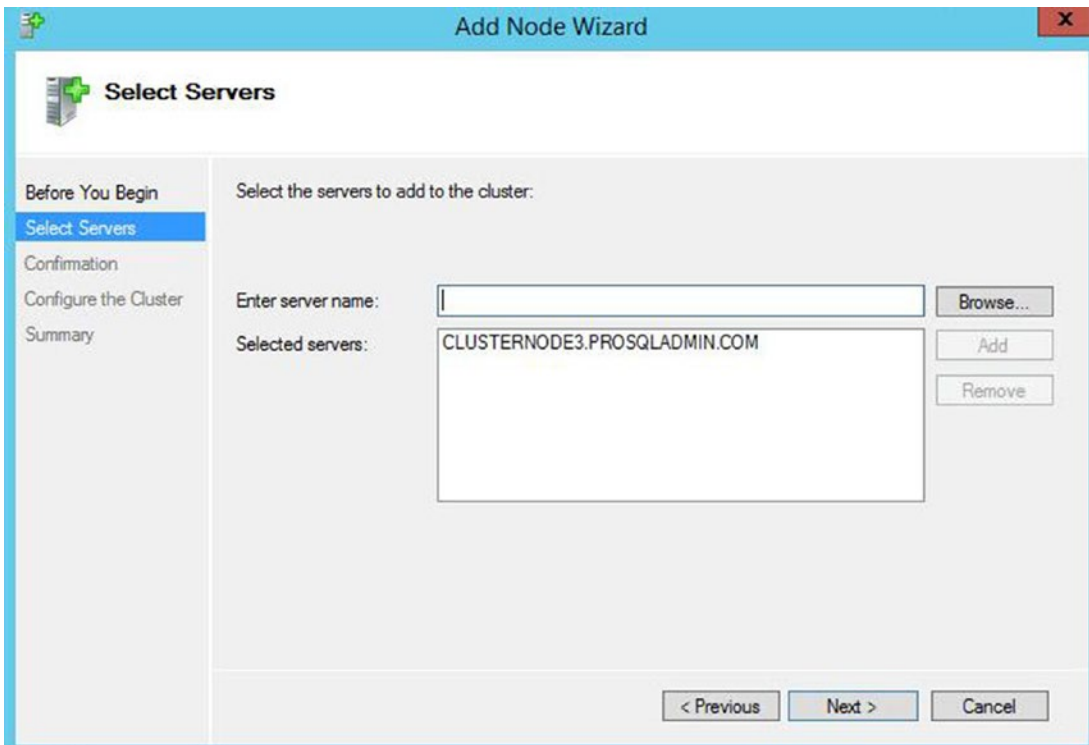 Add Node Wizard
X
Select Servers
Before You Begin
Select Servers
Confirmation
Configure the Cluster
Summary
Select the servers to add to the cluster:
Enter server name:
Browse...
Selected servers:
CLUSTERNODE3.PROSQLADMIN.COM
Add
Remove
< Previous
Next >
Cancel